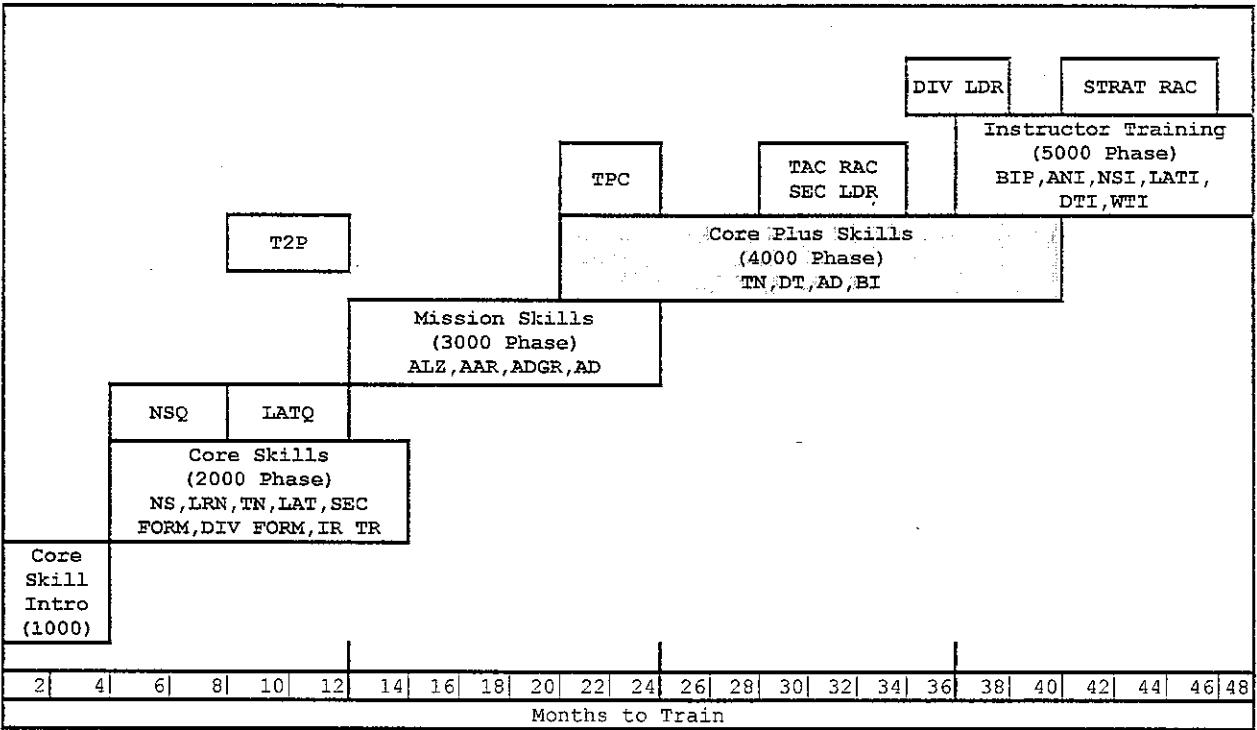 DIV LDR
STRAT RAC
Instructor Training
(5000 Phase)
BIP,ANI,NSI,LATI,
DTI,WTI
TPC
TAC RAC
SEC LDR
T2P
Core Plus Skills
(4000 Phase)
TN,DT,AD,BI
Mission Skills
(3000 Phase)
ALZ,AAR,ADGR,AD
NSQ
LATQ
Core Skills
(2000 Phase)
NS,LRN,TN,LAT,SEC
FORM,DIV FORM,IR TR
Core
Skill
Intro
(1000)
2 4 6 8 10 12 14 16 18 20 22 24 26 28 30 32 34 36 38 40 42 44 46 48
Months to Train